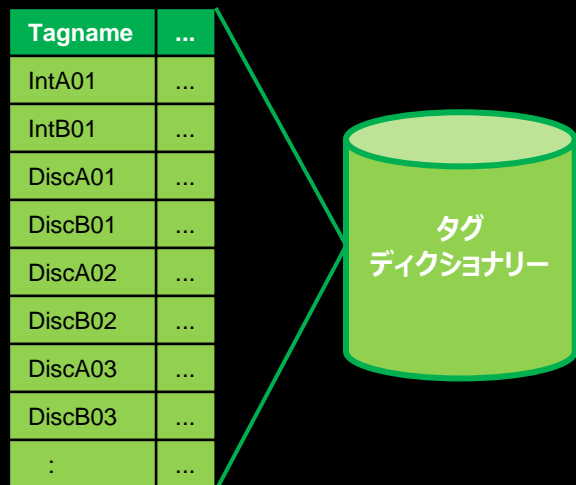 Tagname ...
IntA01 ...
IntB01 ...
DiscA01 ...
DiscB01 ...
DiscA02 ...
DiscB02 ...
DiscA03 ...
DiscB03 ...
: ...
タグ
ディクショナリー